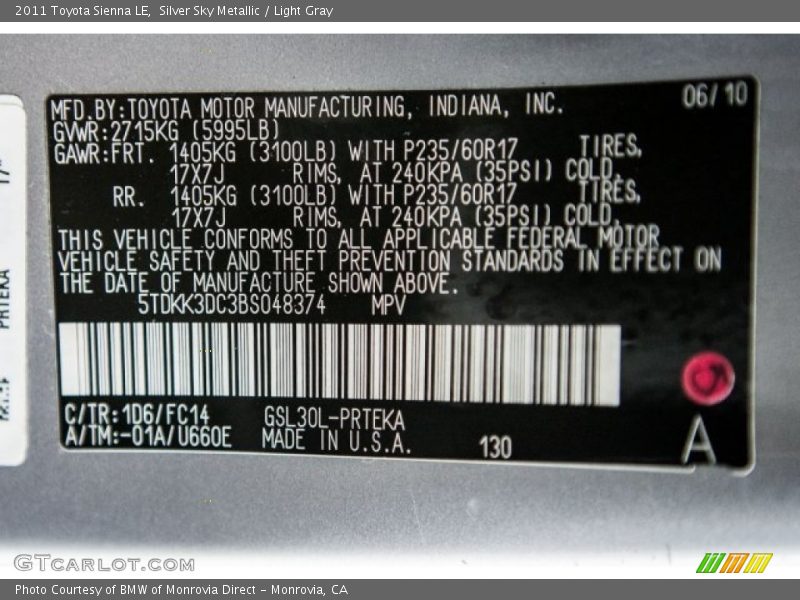 2011 Toyota Sienna LE, Silver Sky Metallic / Light Gray
06/10
MFD.BY:TOYOTA MOTOR MANUFACTURING, INDIANA, INC.
GVWR:2715KG (5995LB)
GAWR:FRT. 1405KG (3100LB) WITH P235/60R17 TIRES,
17X7J RIMS, AT 240KPA (35PSI) COLD.
RR. 1405KG (3100LB) WITH P235/60R17 TIRES,
17X7J RIMS, AT 240KPA (35PSI) COLD.
THIS VEHICLE CONFORMS TO ALL APPLICABLE FEDERAL MOTOR
VEHICLE SAFETY AND THEFT PREVENTION STANDARDS IN EFFECT ON
THE DATE OF MANUFACTURE SHOWN ABOVE.
5TDKK3DC3BS048374 MPV
C/TR:1D6/FC14 GSL30L-PRTEKA
A/TM:-01A/U660E MADE IN U.S.A. 130
A
PRTEKA
GTCARLOT.COM
Photo Courtesy of BMW of Monrovia Direct - Monrovia, CA